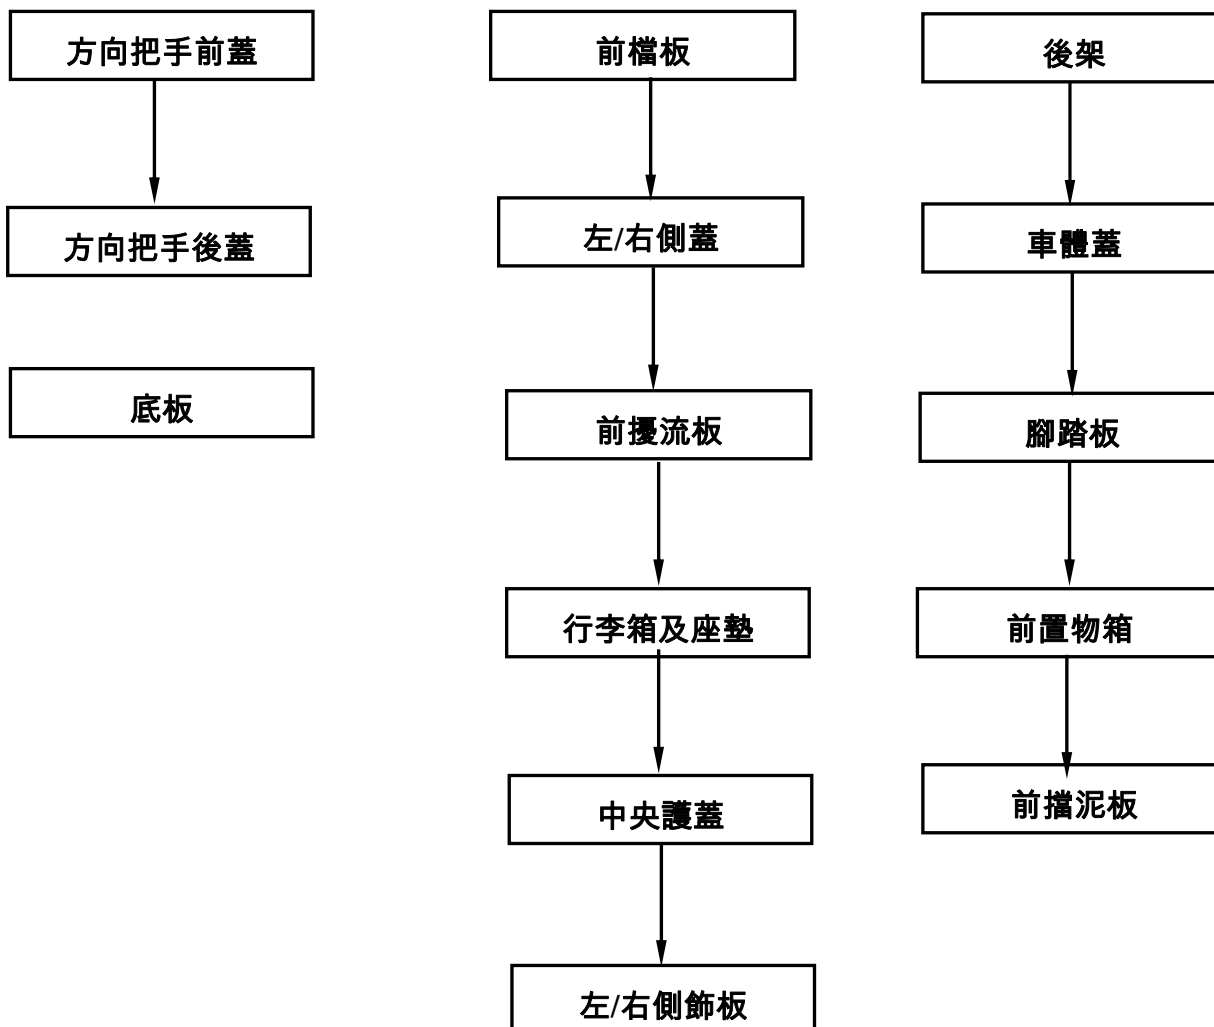 方向把手前蓋
方向把手後蓋
底板
前檔板
左/右側蓋
前擾流板
行李箱及座墊
中央護蓋
左/右側飾板
後架
車體蓋
腳踏板
前置物箱
前擋泥板